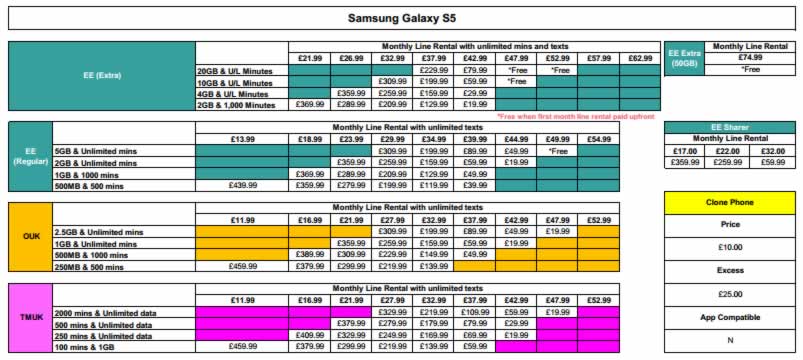 Samsung Galaxy S5
EE (Extra)
Monthly Line Rental with unlimited mins and texts
£21.99 £26.99 £32.99 £37.99 £42.99 £47.99 £52.99 £57.99 £62.99
20GB & U/L Minutes £229.99 £79.99 *Free *Free
10GB & U/L Minutes £309.99 £199.99 £99.99 *Free
4GB & U/L Minutes £359.99 £259.99 £159.99 £29.99
2GB & 1,000 Minutes £369.99 £289.99 £209.99 £129.99 £19.99
*Free when first month line rental paid upfront
EE Extra (50GB)
Monthly Line Rental
£74.99
*Free
EE (Regular)
Monthly Line Rental with unlimited texts
£13.99 £18.99 £23.99 £29.99 £34.99 £39.99 £44.99 £49.99 £54.99
5GB & Unlimited mins £309.99 £199.99 £89.99 £49.99 *Free
2GB & Unlimited mins £359.99 £259.99 £159.99 £59.99 £19.99
1GB & 1000 mins £369.99 £289.99 £209.99 £129.99 £49.99
500MB & 500 mins £439.99 £359.99 £279.99 £199.99 £119.99 £39.99
EE Sharer
Monthly Line Rental
£17.00 £22.00 £32.00
£359.99 £259.99 £59.99
OUK
Monthly Line Rental with unlimited texts
£11.99 £16.99 £21.99 £27.99 £32.99 £37.99 £42.99 £47.99 £52.99
2.5GB & Unlimited mins £309.99 £199.99 £89.99 £49.99 £19.99
1GB & Unlimited mins £359.99 £259.99 £159.99 £59.99 £19.99
500MB & 1000 mins £389.99 £309.99 £229.99 £149.99 £49.99
250MB & 500 mins £459.99 £379.99 £299.99 £219.99 £139.99
Clone Phone
Price
£10.00
Excess
£25.00
App Compatible
N
TMUK
Monthly Line Rental with unlimited texts
£11.99 £16.99 £21.99 £27.99 £32.99 £37.99 £42.99 £47.99 £52.99
2000 mins & Unlimited data £329.99 £219.99 £109.99 £59.99 £19.99
500 mins & Unlimited data £379.99 £279.99 £179.99 £79.99 £29.99
250 mins & Unlimited data £409.99 £329.99 £249.99 £169.99 £69.99 £19.99
100 mins & 1GB £459.99 £379.99 £299.99 £219.99 £139.99 £59.99